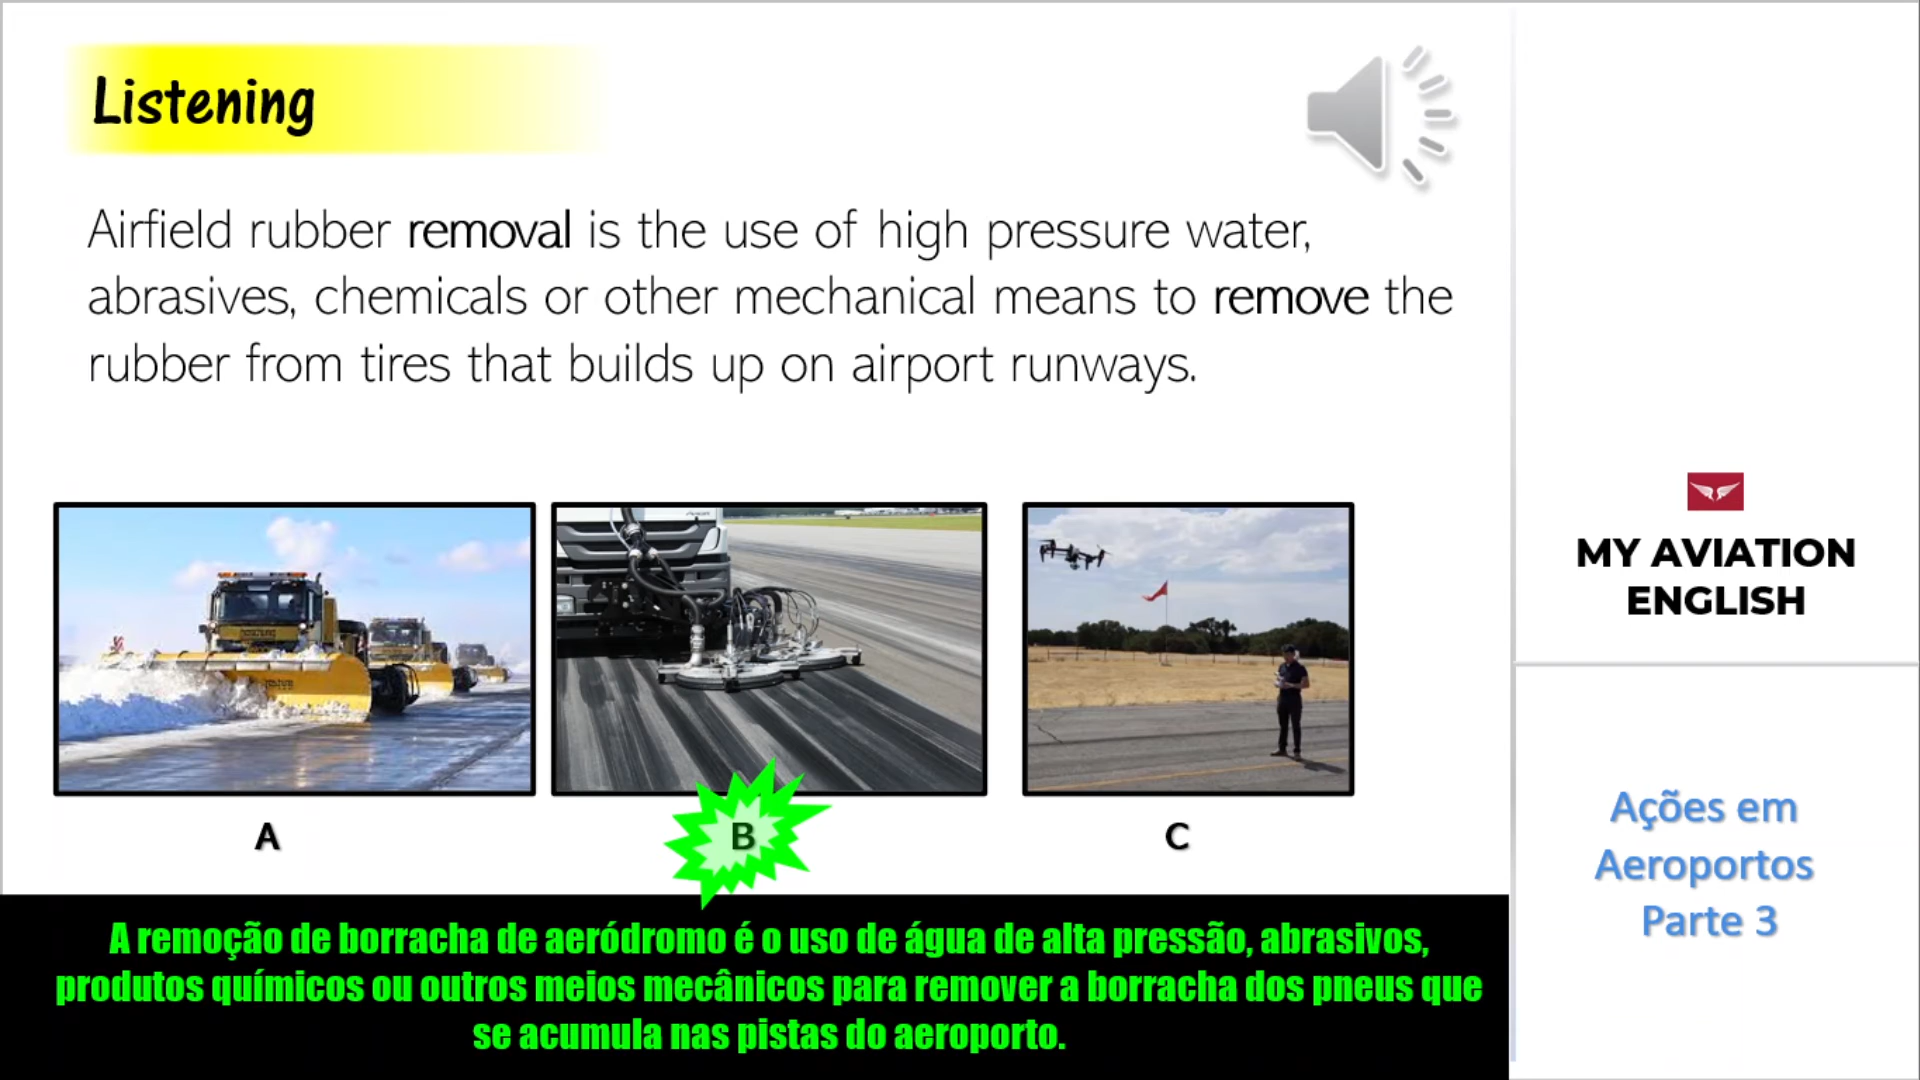 Listening
Airfield rubber removal is the use of high pressure water,
abrasives, chemicals or other mechanical means to remove the
rubber from tires that builds up on airport runways.
A
B
C
A remoção de borracha de aeródromo é o uso de água de alta pressão, abrasivos,
produtos químicos ou outros meios mecânicos para remover a borracha dos pneus que
se acumula nas pistas do aeroporto.
MY AVIATION
ENGLISH
Ações em
Aeroportos
Parte 3